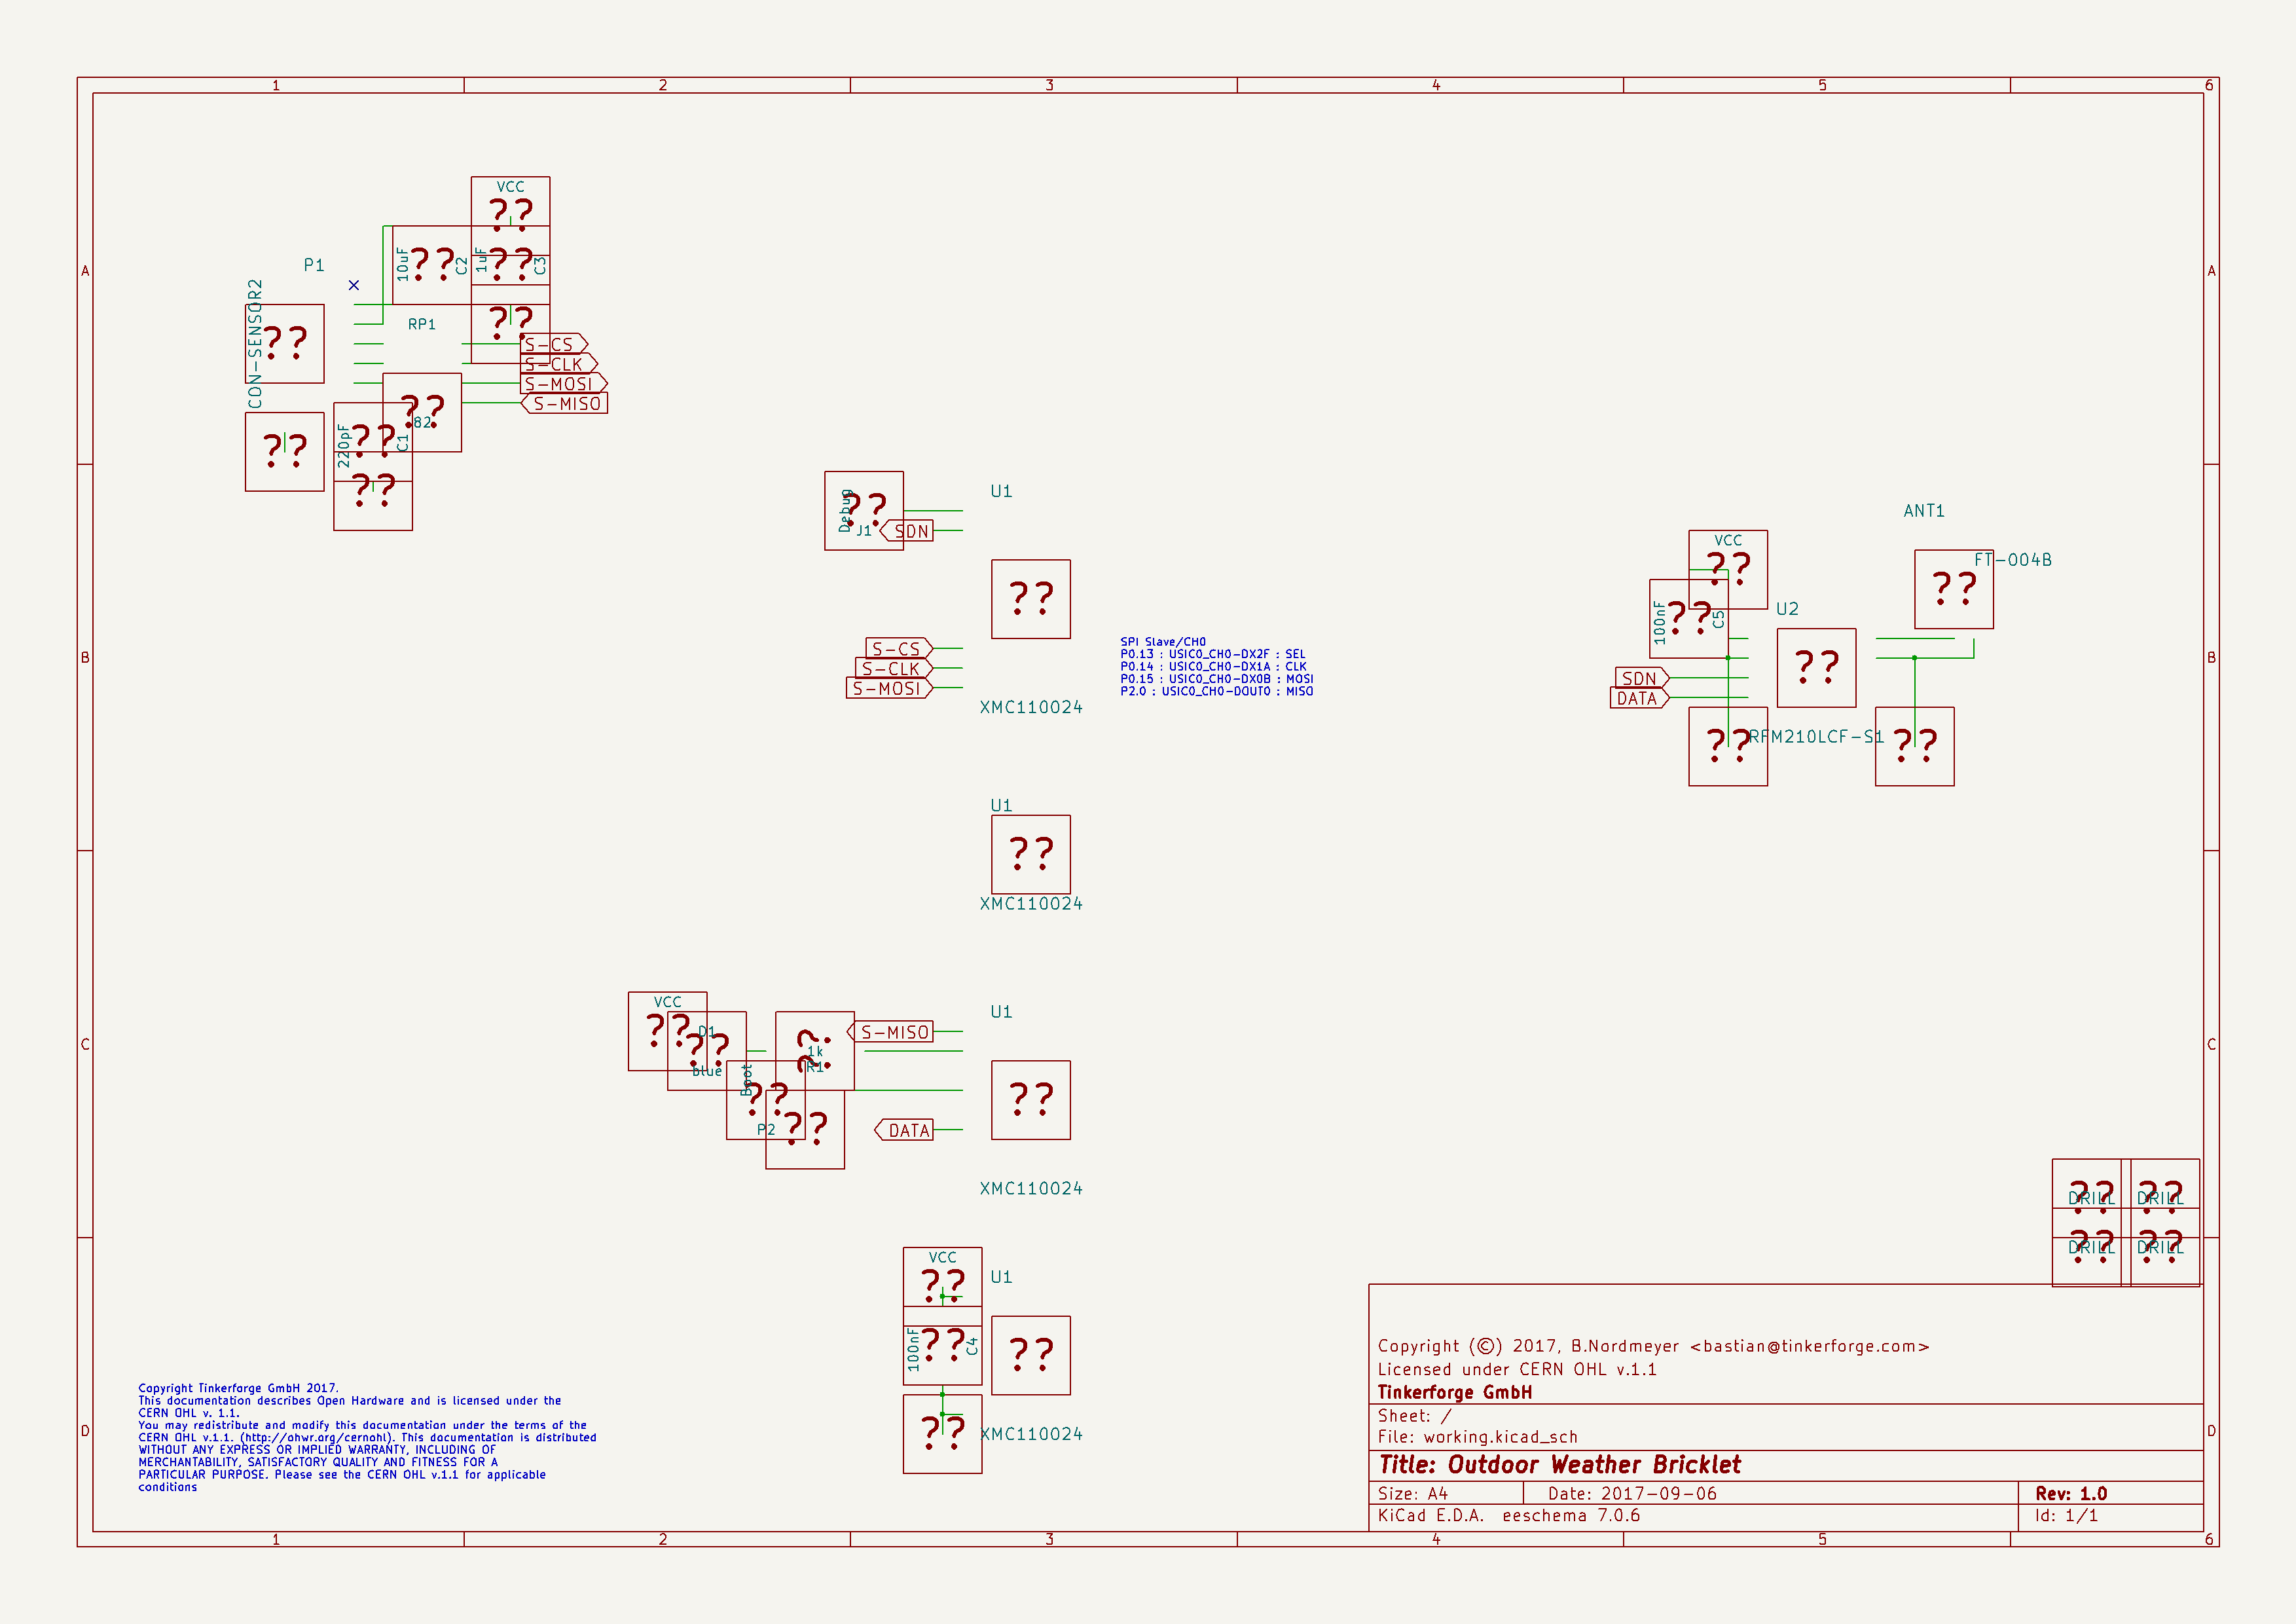 1 2 3 4 5 6
A A
B B
C C
D D
1 2 3 4 5 6
VCC
??
10uF
??
C2
1uF
??
C3
??
P1
CON-SENSOR2
??
RP1
S-CS
S-CLK
S-MOSI
S-MISO
??
82
220pF
??
C1
??
??
Debug
??
J1
SDN
U1
??
S-CS
S-CLK
S-MOSI
XMC110024
SPI Slave/CH0
P0.13 : USIC0_CH0-DX2F : SEL
P0.14 : USIC0_CH0-DX1A : CLK
P0.15 : USIC0_CH0-DX0B : MOSI
P2.0 : USIC0_CH0-DOUT0 : MISO
ANT1
FT-004B
??
VCC
??
100nF
??
C5
U2
??
SDN
DATA
??
RFM210LCF-S1
??
U1
??
XMC110024
VCC
??
D1
??
blue
??
1k
R1
S-MISO
U1
Boot
??
P2
??
DATA
??
XMC110024
DRILL
??
DRILL
??
DRILL
??
DRILL
??
VCC
??
U1
100nF
??
C4
??
??
XMC110024
Copyright Tinkerforge GmbH 2017.
This documentation describes Open Hardware and is licensed under the
CERN OHL v. 1.1.
You may redistribute and modify this documentation under the terms of the
CERN OHL v.1.1. (http://ohwr.org/cernohl). This documentation is distributed
WITHOUT ANY EXPRESS OR IMPLIED WARRANTY, INCLUDING OF
MERCHANTABILITY, SATISFACTORY QUALITY AND FITNESS FOR A
PARTICULAR PURPOSE. Please see the CERN OHL v.1.1 for applicable
conditions
Copyright (©) 2017, B.Nordmeyer <bastian@tinkerforge.com>
Licensed under CERN OHL v.1.1
Tinkerforge GmbH
Sheet: /
File: working.kicad_sch
Title: Outdoor Weather Bricklet
Size: A4 Date: 2017-09-06 Rev: 1.0
KiCad E.D.A. eeschema 7.0.6 Id: 1/1